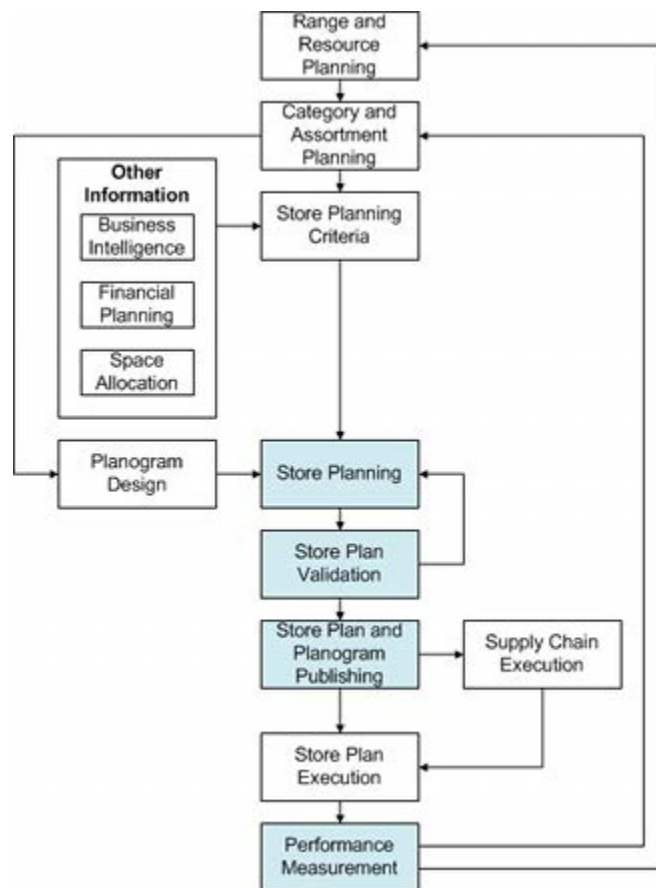 Range and
Resource
Planning
Category and
Assortment
Planning
Other
Information
Business
Intelligence
Financial
Planning
Space
Allocation
Store Planning
Criteria
Planogram
Design
Store Planning
Store Plan
Validation
Store Plan and
Planogram
Publishing
Supply Chain
Execution
Store Plan
Execution
Performance
Measurement